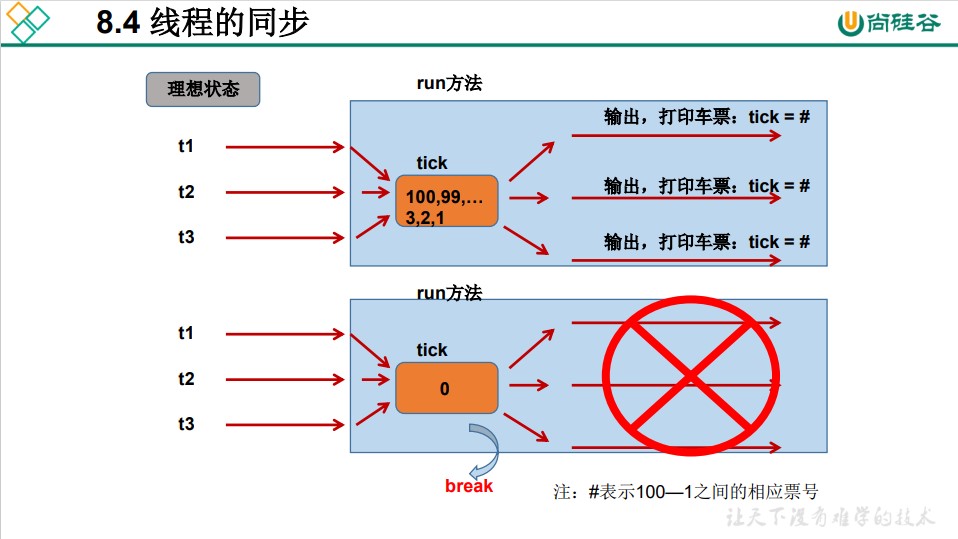 8.4 线程的同步
尚硅谷
理想状态
run方法
输出，打印车票：tick = #
t1
tick
t2
100,99,…
3,2,1
输出，打印车票：tick = #
t3
输出，打印车票：tick = #
run方法
t1
tick
t2
0
t3
break
注：#表示100—1之间的相应票号
让天下没有难学的技术